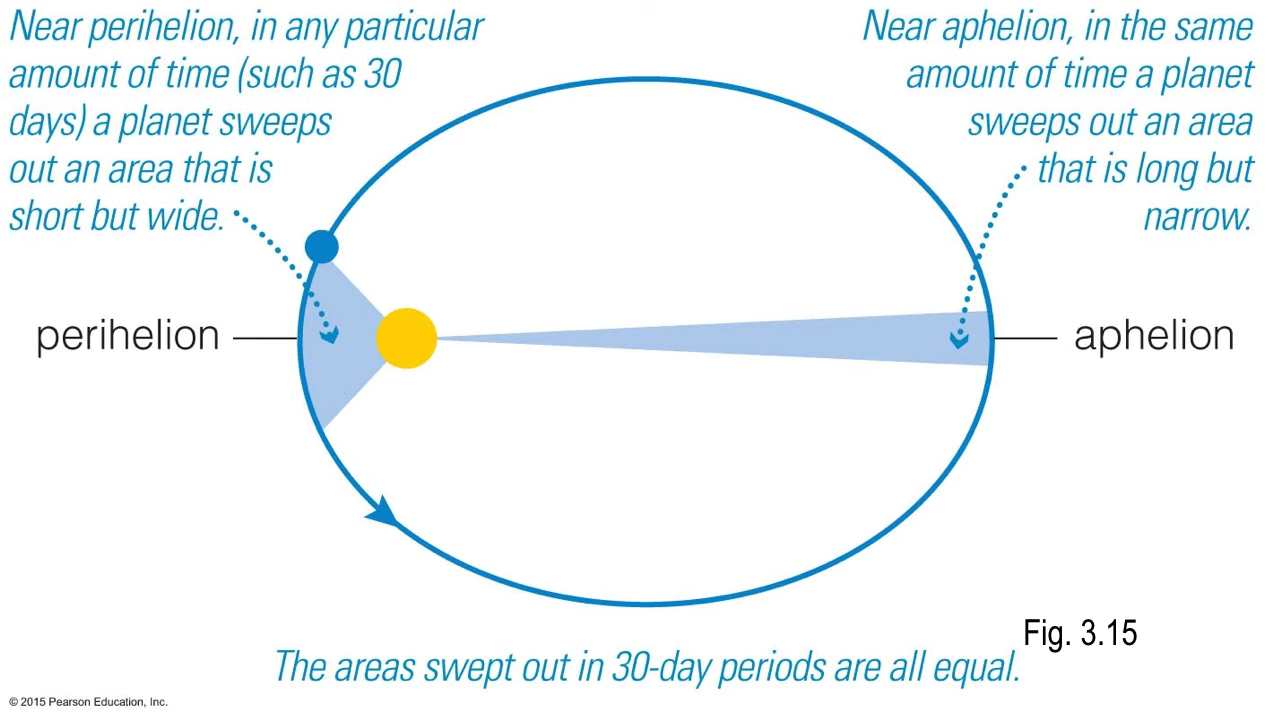 Near perihelion, in any particular
amount of time (such as 30
days) a planet sweeps
out an area that is
short but wide.
Near aphelion, in the same
amount of time a planet
sweeps out an area
that is long but
narrow.
perihelion
aphelion
Fig. 3.15
The areas swept out in 30-day periods are all equal.
© 2015 Pearson Education, Inc.